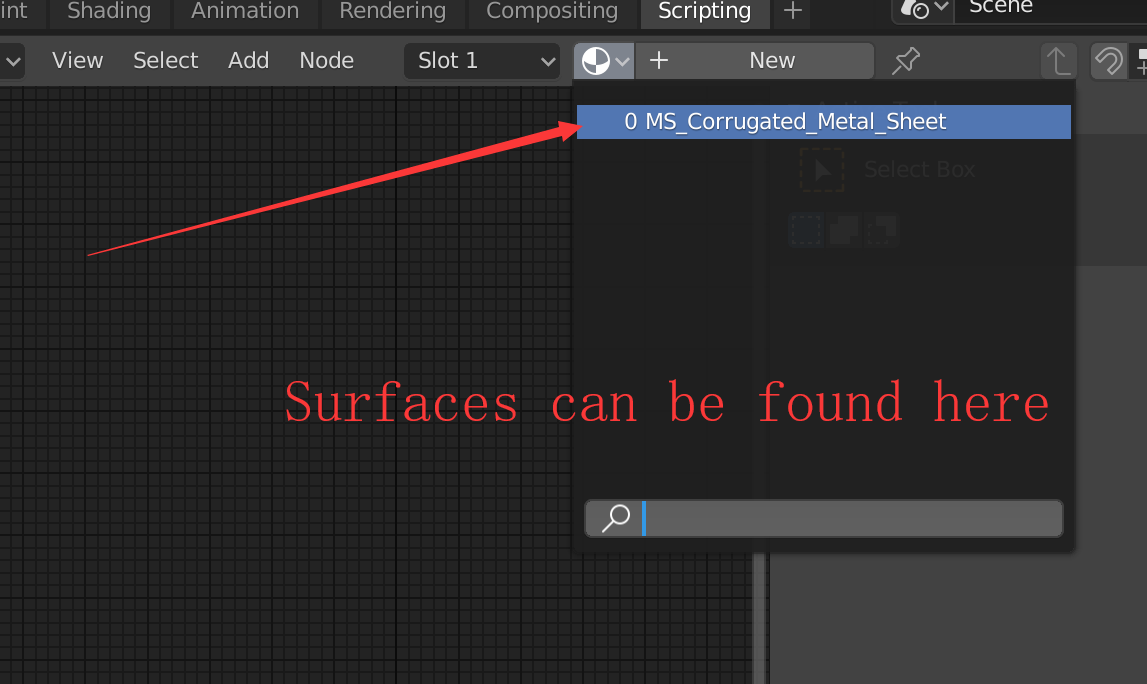 int Shading Animation Rendering Compositing Scripting + Scene
View Select Add Node Slot 1 + New
0 MS_Corrugated_Metal_Sheet
Select Box
Surfaces can be found here